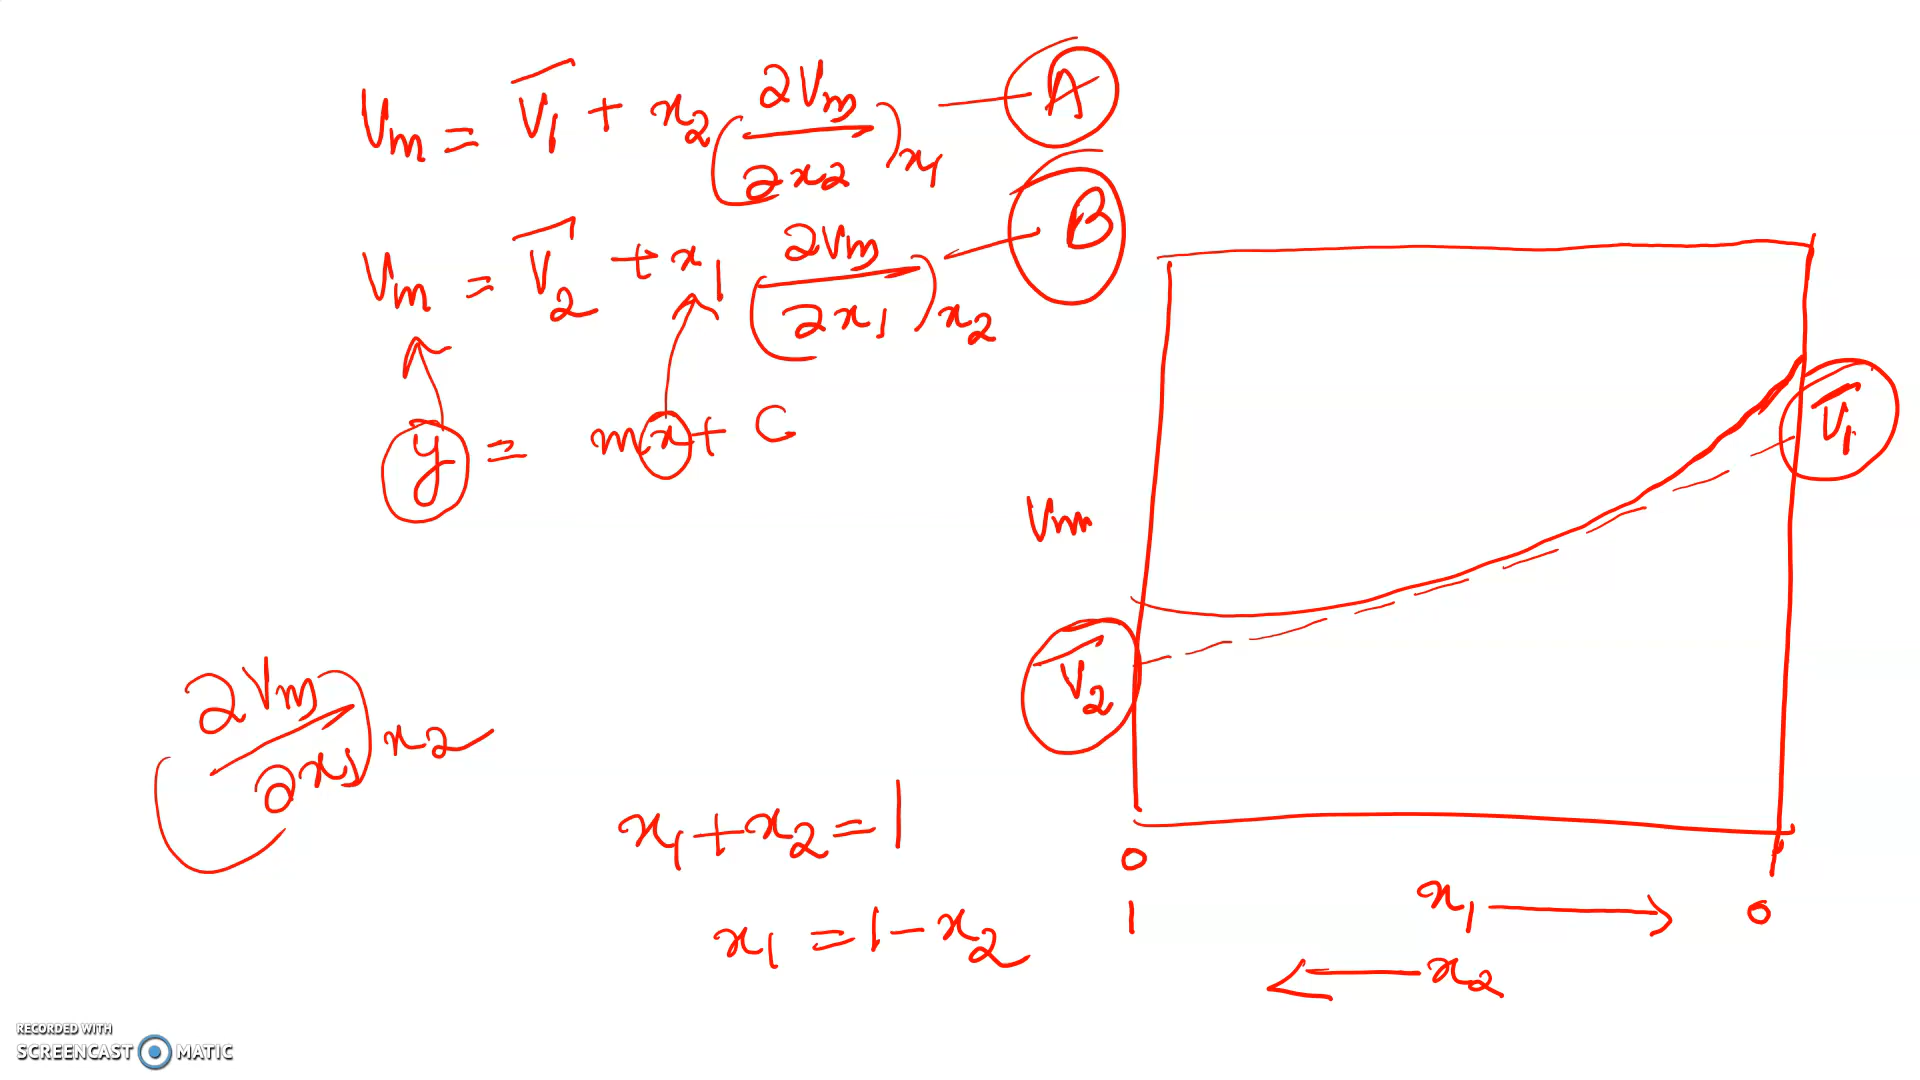 Vm = V̅1 + x2 (∂Vm/∂x2)x1 — A
Vm = V̅2 + x1 (∂Vm/∂x1)x2 — B
y = mx + C
Vm
V̅1
V̅2
(∂Vm/∂x1)x2
x1 + x2 = 1
x1 = 1 - x2
0
1 x1 → 0
← x2
RECORDED WITH
SCREENCAST MATIC